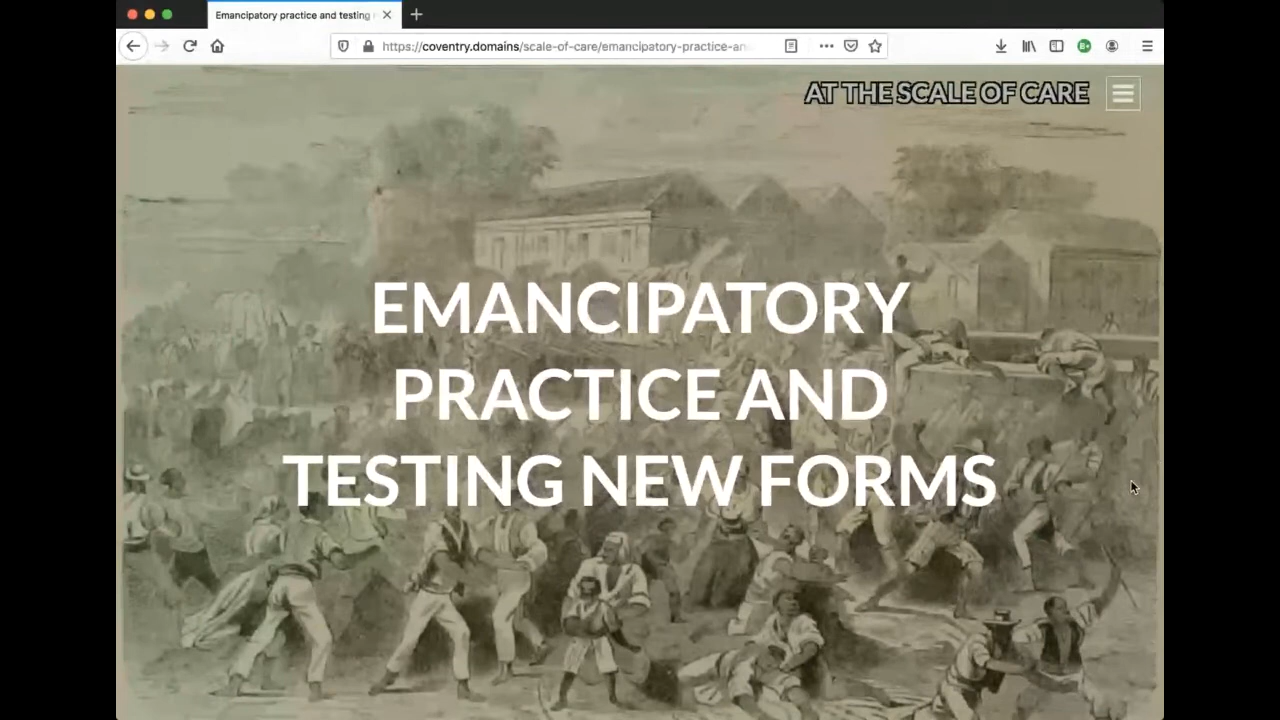 Emancipatory practice and testing
https://coventry.domains/scale-of-care/emancipatory-practice-an
AT THE SCALE OF CARE
EMANCIPATORY
PRACTICE AND
TESTING NEW FORMS